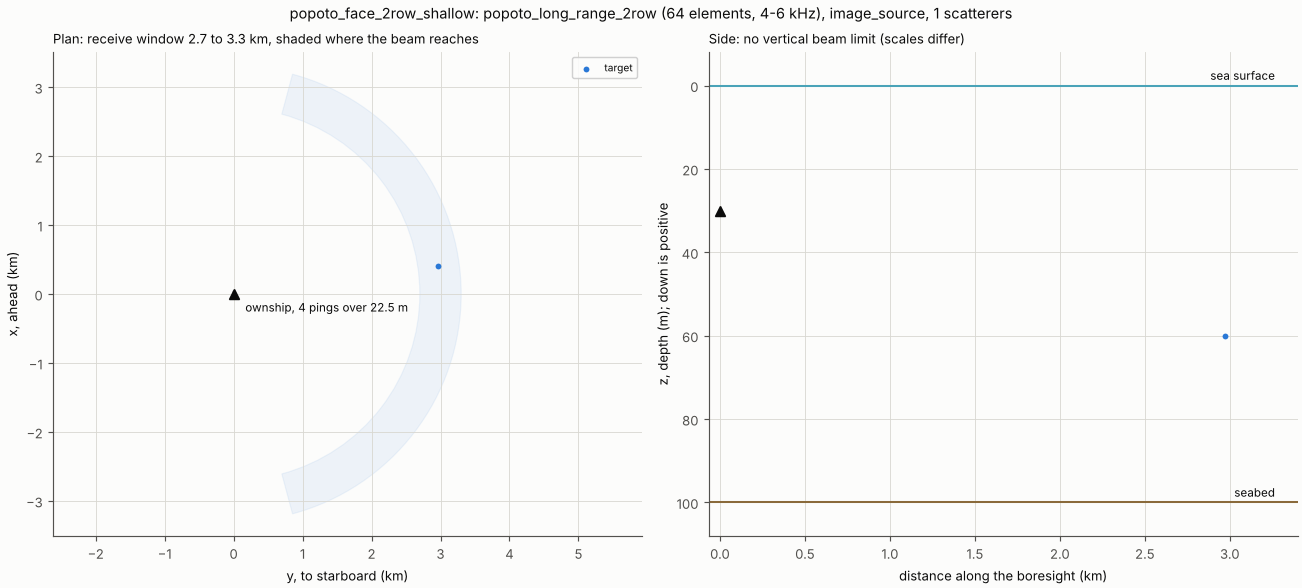 popoto_face_2row_shallow: popoto_long_range_2row (64 elements, 4-6 kHz), image_source, 1 scatterers
Plan: receive window 2.7 to 3.3 km, shaded where the beam reaches
target
3
2
1
0
−1
−2
−3
x, ahead (km)
ownship, 4 pings over 22.5 m
−2
−1
0
1
2
3
4
5
y, to starboard (km)
Side: no vertical beam limit (scales differ)
sea surface
0
20
40
60
80
100
z, depth (m); down is positive
seabed
0.0
0.5
1.0
1.5
2.0
2.5
3.0
distance along the boresight (km)